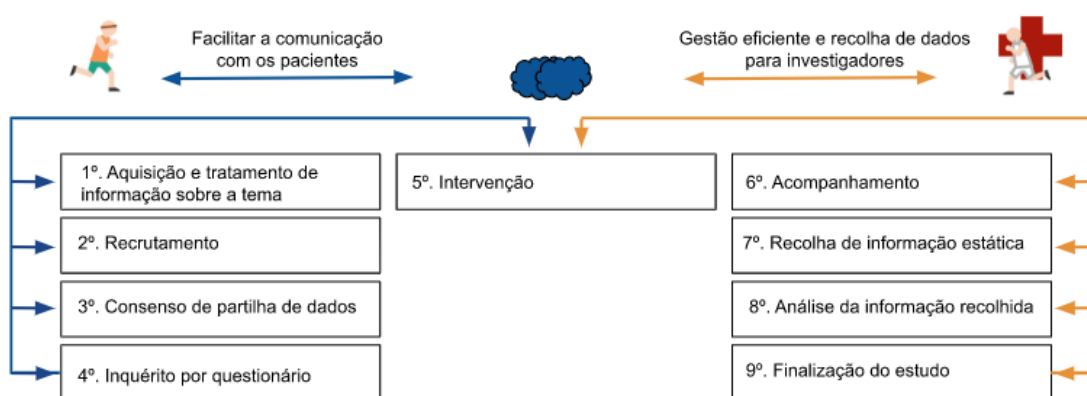 Facilitar a comunicação
com os pacientes
Gestão eficiente e recolha de dados
para investigadores
1º. Aquisição e tratamento de
informação sobre a tema
2º. Recrutamento
3º. Consenso de partilha de dados
4º. Inquérito por questionário
5º. Intervenção
6º. Acompanhamento
7º. Recolha de informação estática
8º. Análise da informação recolhida
9º. Finalização do estudo